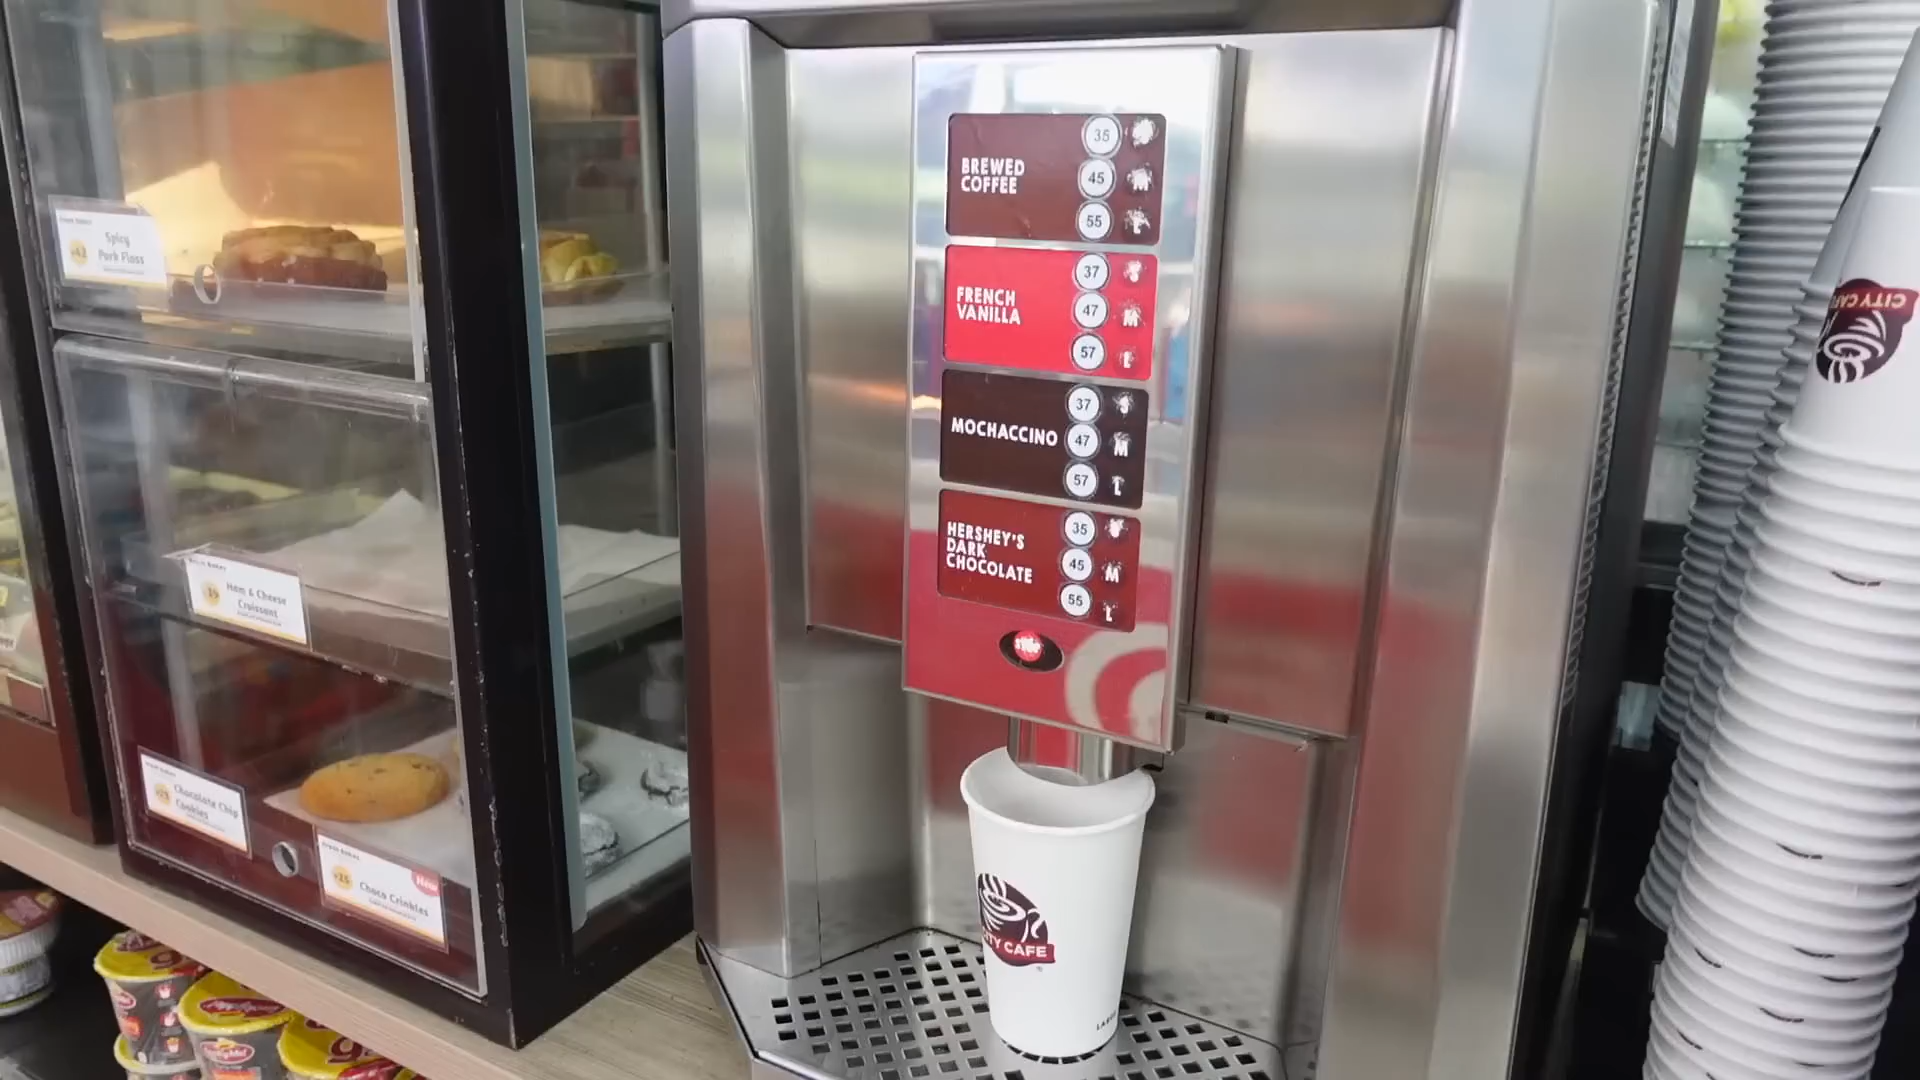 Spicy
Pork Floss
Ham & Cheese
Croissant
Chocolate Chip
Cookies
New
Choco Crinkles
BREWED
COFFEE
35
45
M
55
L
FRENCH
VANILLA
37
47
M
57
L
MOCHACCINO
37
47
M
57
L
HERSHEY'S
DARK
CHOCOLATE
35
45
M
55
L
CITY CAFE
CITY CAFE